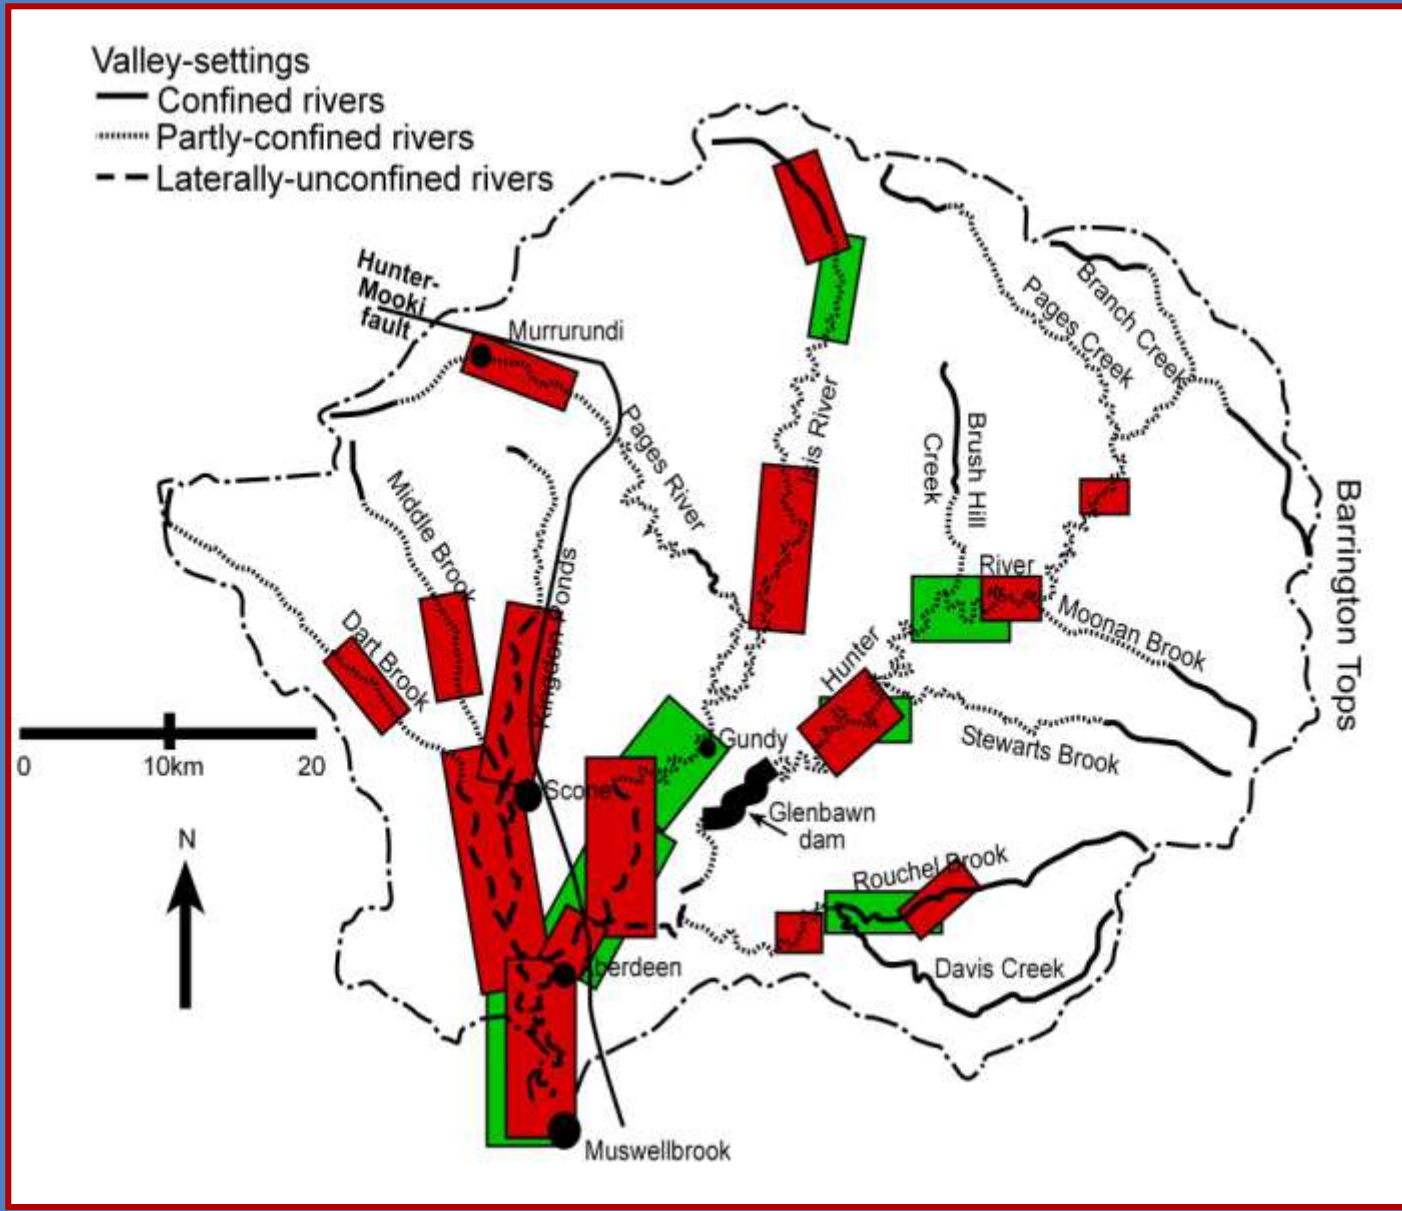 Valley-settings
Confined rivers
Partly-confined rivers
Laterally-unconfined rivers
Hunter-
Mooki
fault
Murrurundi
Pages River
Isis River
Pages Creek
Branch Creek
Brush Hill
Creek
Barrington Tops
Middle Brook
Kingdon Ponds
Dart Brook
River
Moonan Brook
Hunter
Stewarts Brook
0 10km 20
Gundy
Scone
Glenbawn
dam
N
Rouchel Brook
Davis Creek
Aberdeen
Muswellbrook